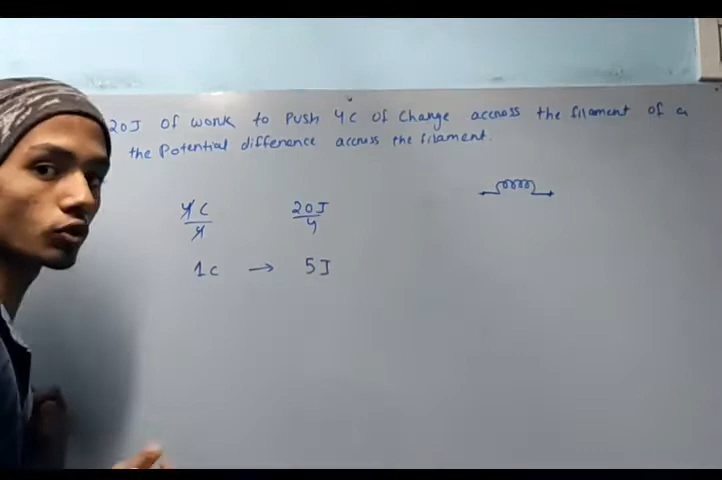 20J of work to push 4C of Change accross the filament of a
the Potential difference accross the filament.
4C 20J
4 4
1C → 5J